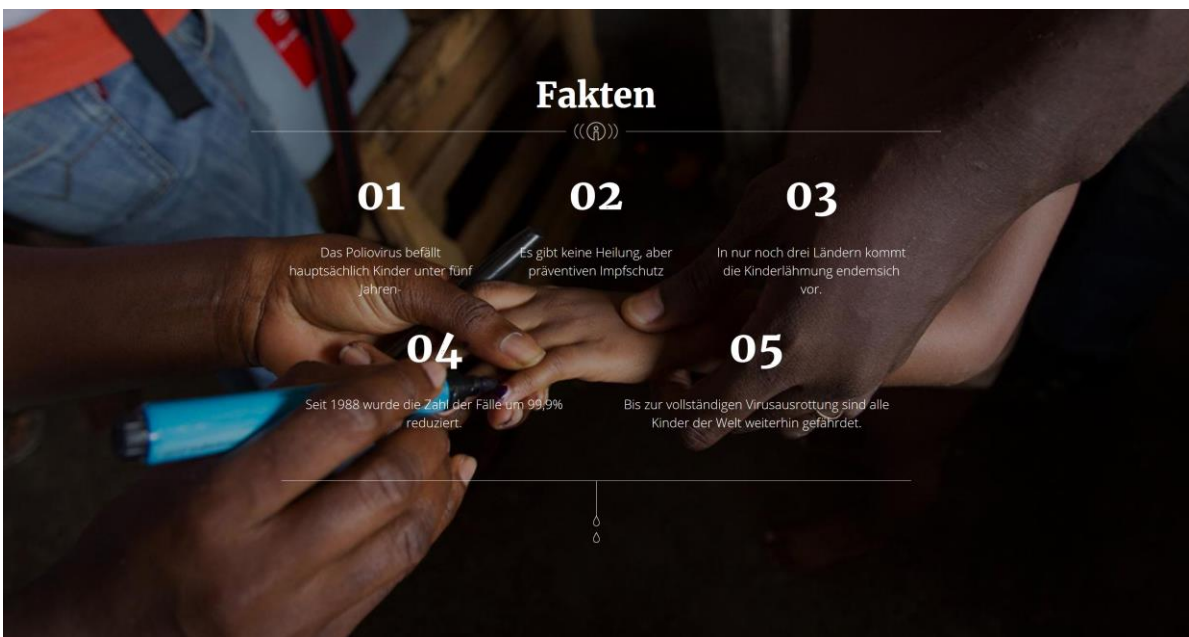 Fakten
01
Das Poliovirus befällt
hauptsächlich Kinder unter fünf
Jahren-
02
Es gibt keine Heilung, aber
präventiven Impfschutz
03
In nur noch drei Ländern kommt
die Kinderlähmung endemsich
vor.
04
Seit 1988 wurde die Zahl der Fälle um 99,9%
reduziert.
05
Bis zur vollständigen Virusausrottung sind alle
Kinder der Welt weiterhin gefährdet.